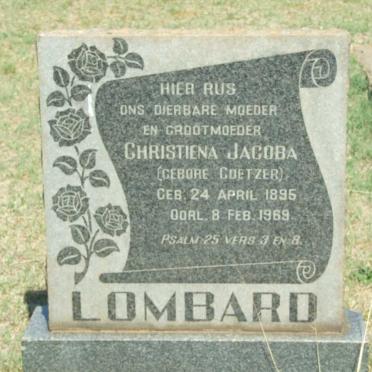 HIER RUS
ONS DIERBARE MOEDER
EN GROOTMOEDER
CHRISTIENA JACOBA
(GEBORE COETZER)
GEB. 24 APRIL 1895
OORL. 8 FEB. 1969.
PSALM 25 VERS 3 EN 8.
LOMBARD